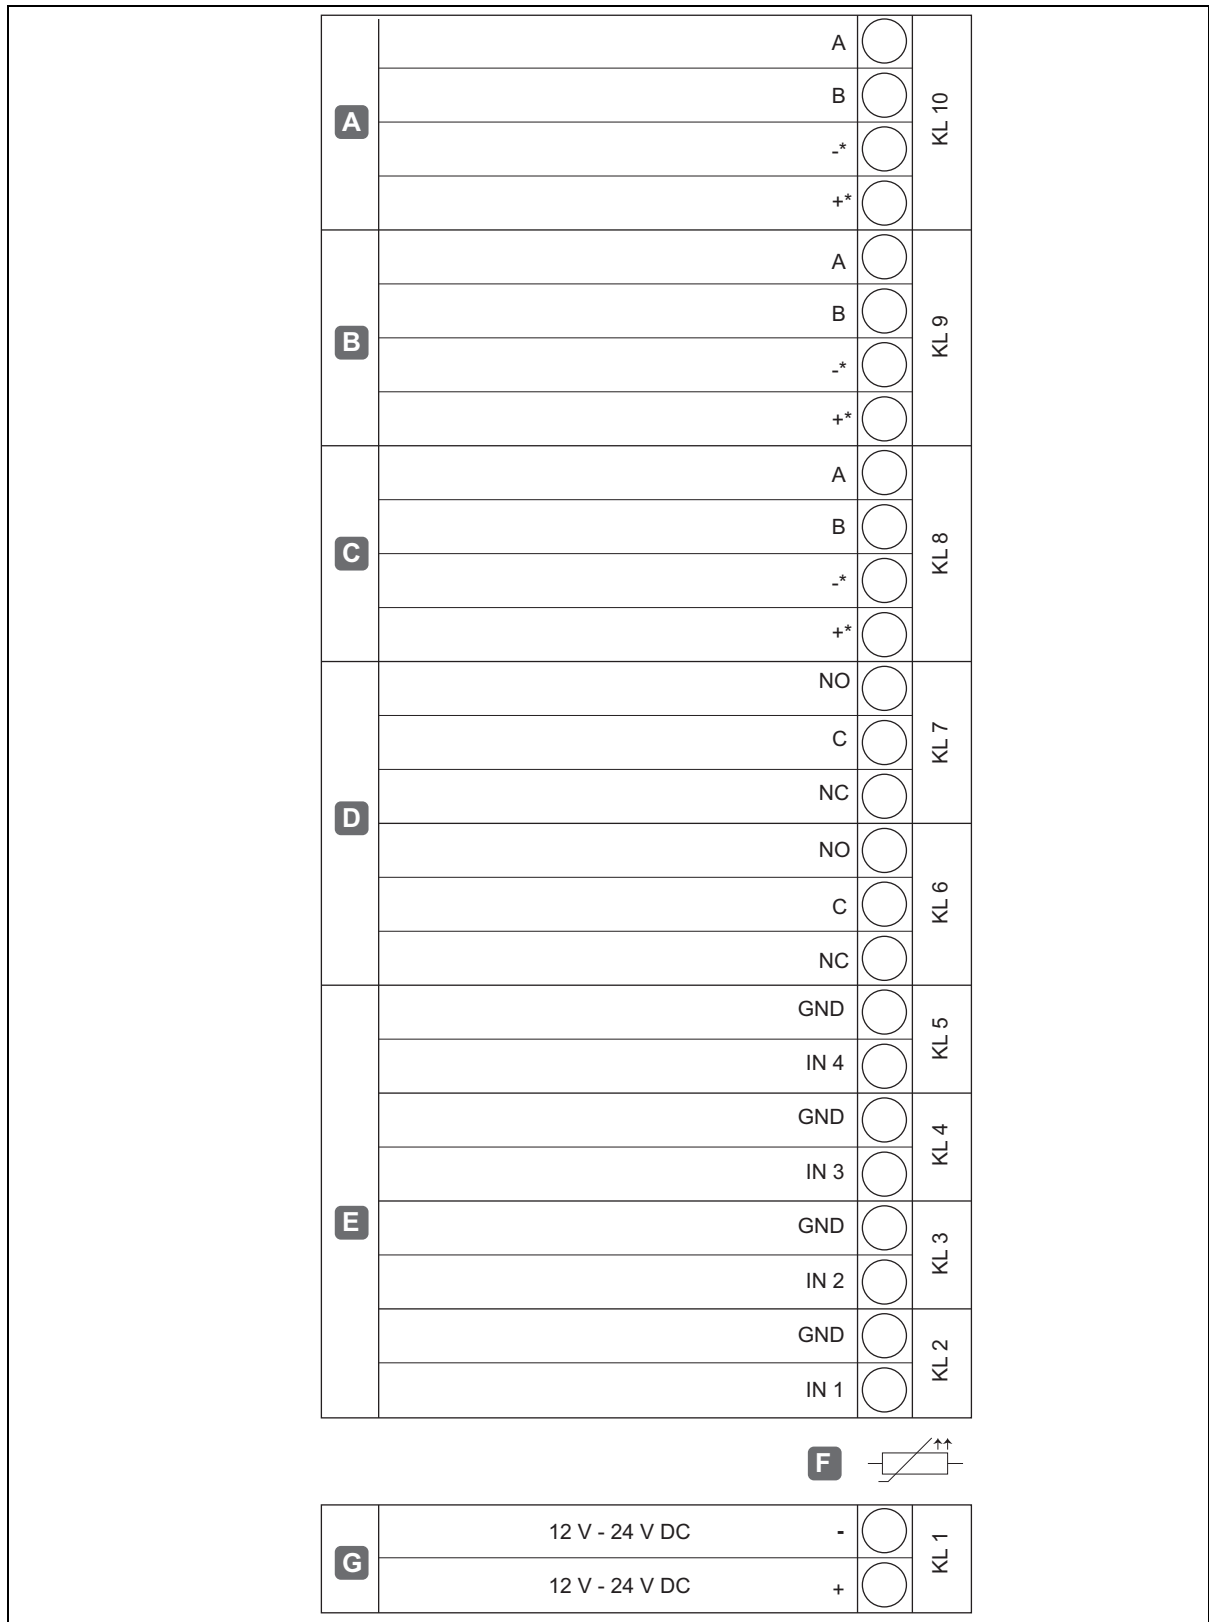 A
A
B
-*
+*
KL 10
B
A
B
-*
+*
KL 9
C
A
B
-*
+*
KL 8
D
NO
C
NC
KL 7
NO
C
NC
KL 6
E
GND
IN 4
KL 5
GND
IN 3
KL 4
GND
IN 2
KL 3
GND
IN 1
KL 2
F
G
12 V - 24 V DC -
12 V - 24 V DC +
KL 1